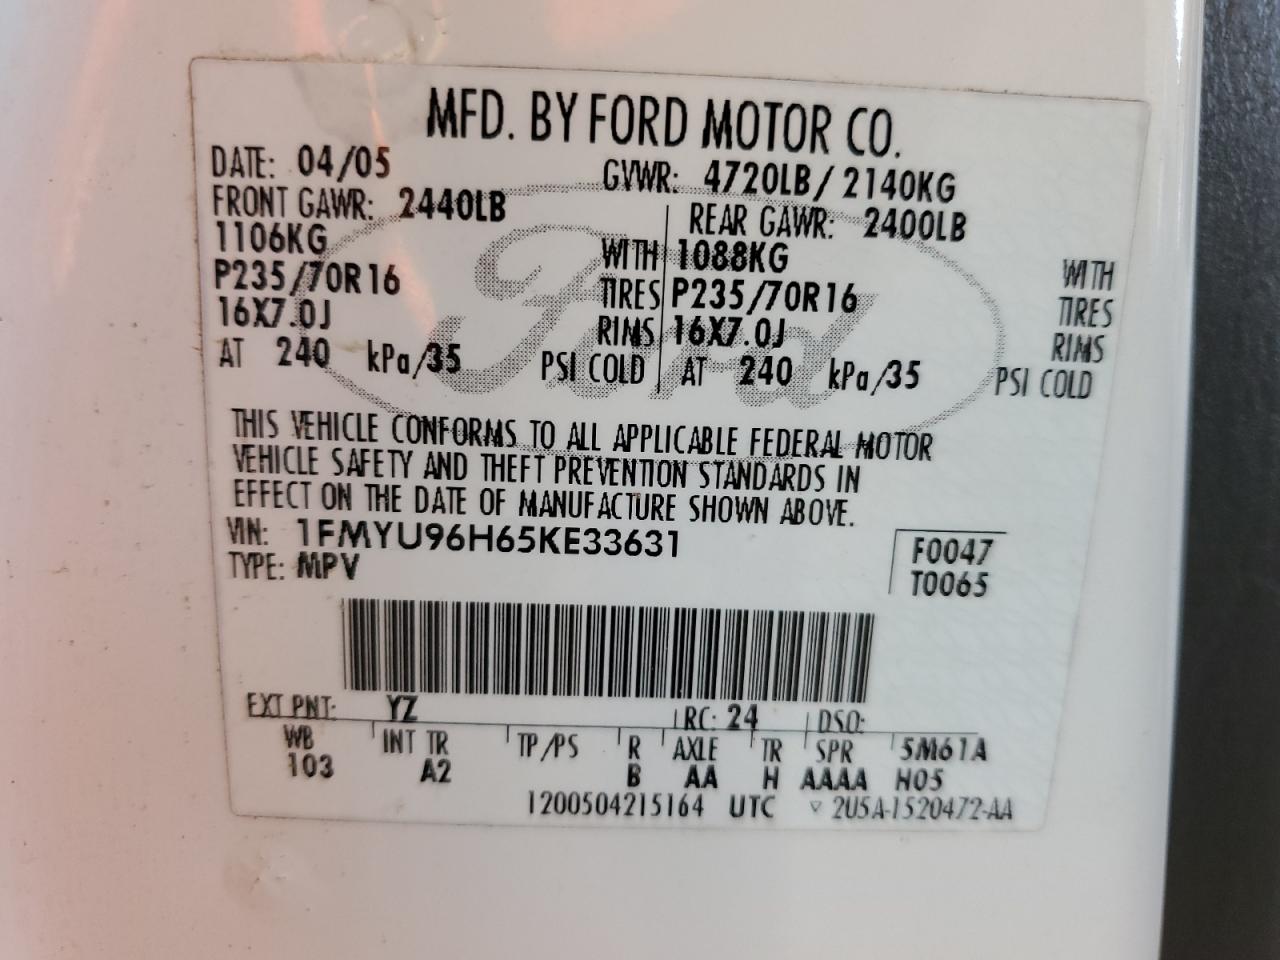 MFD. BY FORD MOTOR CO.
DATE: 04/05 GVWR: 4720LB/2140KG
FRONT GAWR: 2440LB REAR GAWR: 2400LB
1106KG WITH 1088KG WITH
P235/70R16 TIRES P235/70R16 TIRES
16X7.0J RIMS 16X7.0J RIMS
AT 240 kPa/35 PSI COLD AT 240 kPa/35 PSI COLD
Ford
THIS VEHICLE CONFORMS TO ALL APPLICABLE FEDERAL MOTOR
VEHICLE SAFETY AND THEFT PREVENTION STANDARDS IN
EFFECT ON THE DATE OF MANUFACTURE SHOWN ABOVE.
VIN: 1FMYU96H65KE33631 F0047
TYPE: MPV T0065
EXT PNT: YZ RC: 24 DSO:
WB INT TR TP/PS R AXLE TR SPR 5M61A
103 A2 B AA H AAAA H05
1200504215164 UTC ▽ 2U5A-1520472-AA